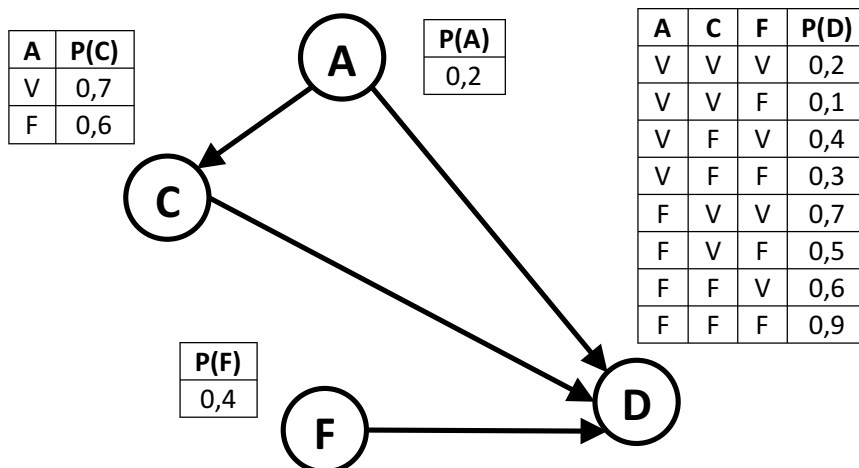 A P(C)
V 0,7
F 0,6
A
P(A)
0,2
A C F P(D)
V V V 0,2
V V F 0,1
V F V 0,4
V F F 0,3
F V V 0,7
F V F 0,5
F F V 0,6
F F F 0,9
C
P(F)
0,4
F
D